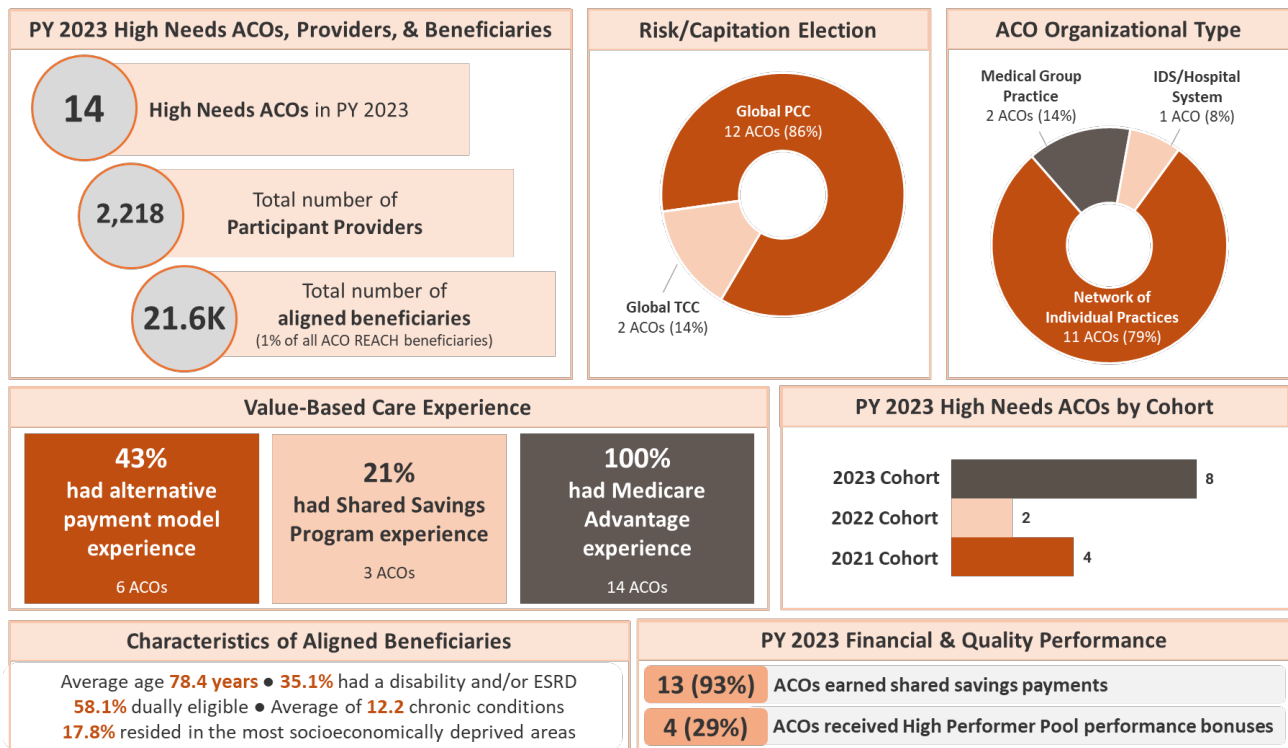 PY 2023 High Needs ACOs, Providers, & Beneficiaries
14
High Needs ACOs in PY 2023
2,218
Total number of
Participant Providers
21.6K
Total number of
aligned beneficiaries
(1% of all ACO REACH beneficiaries)
Risk/Capitation Election
Global PCC
12 ACOs (86%)
Global TCC
2 ACOs (14%)
ACO Organizational Type
Medical Group
Practice
2 ACOs (14%)
IDS/Hospital
System
1 ACO (8%)
Network of
Individual Practices
11 ACOs (79%)
Value-Based Care Experience
43%
had alternative
payment model
experience
6 ACOs
21%
had Shared Savings
Program experience
3 ACOs
100%
had Medicare
Advantage
experience
14 ACOs
PY 2023 High Needs ACOs by Cohort
2023 Cohort 8
2022 Cohort 2
2021 Cohort 4
Characteristics of Aligned Beneficiaries
Average age 78.4 years ● 35.1% had a disability and/or ESRD
58.1% dually eligible ● Average of 12.2 chronic conditions
17.8% resided in the most socioeconomically deprived areas
PY 2023 Financial & Quality Performance
13 (93%) ACOs earned shared savings payments
4 (29%) ACOs received High Performer Pool performance bonuses